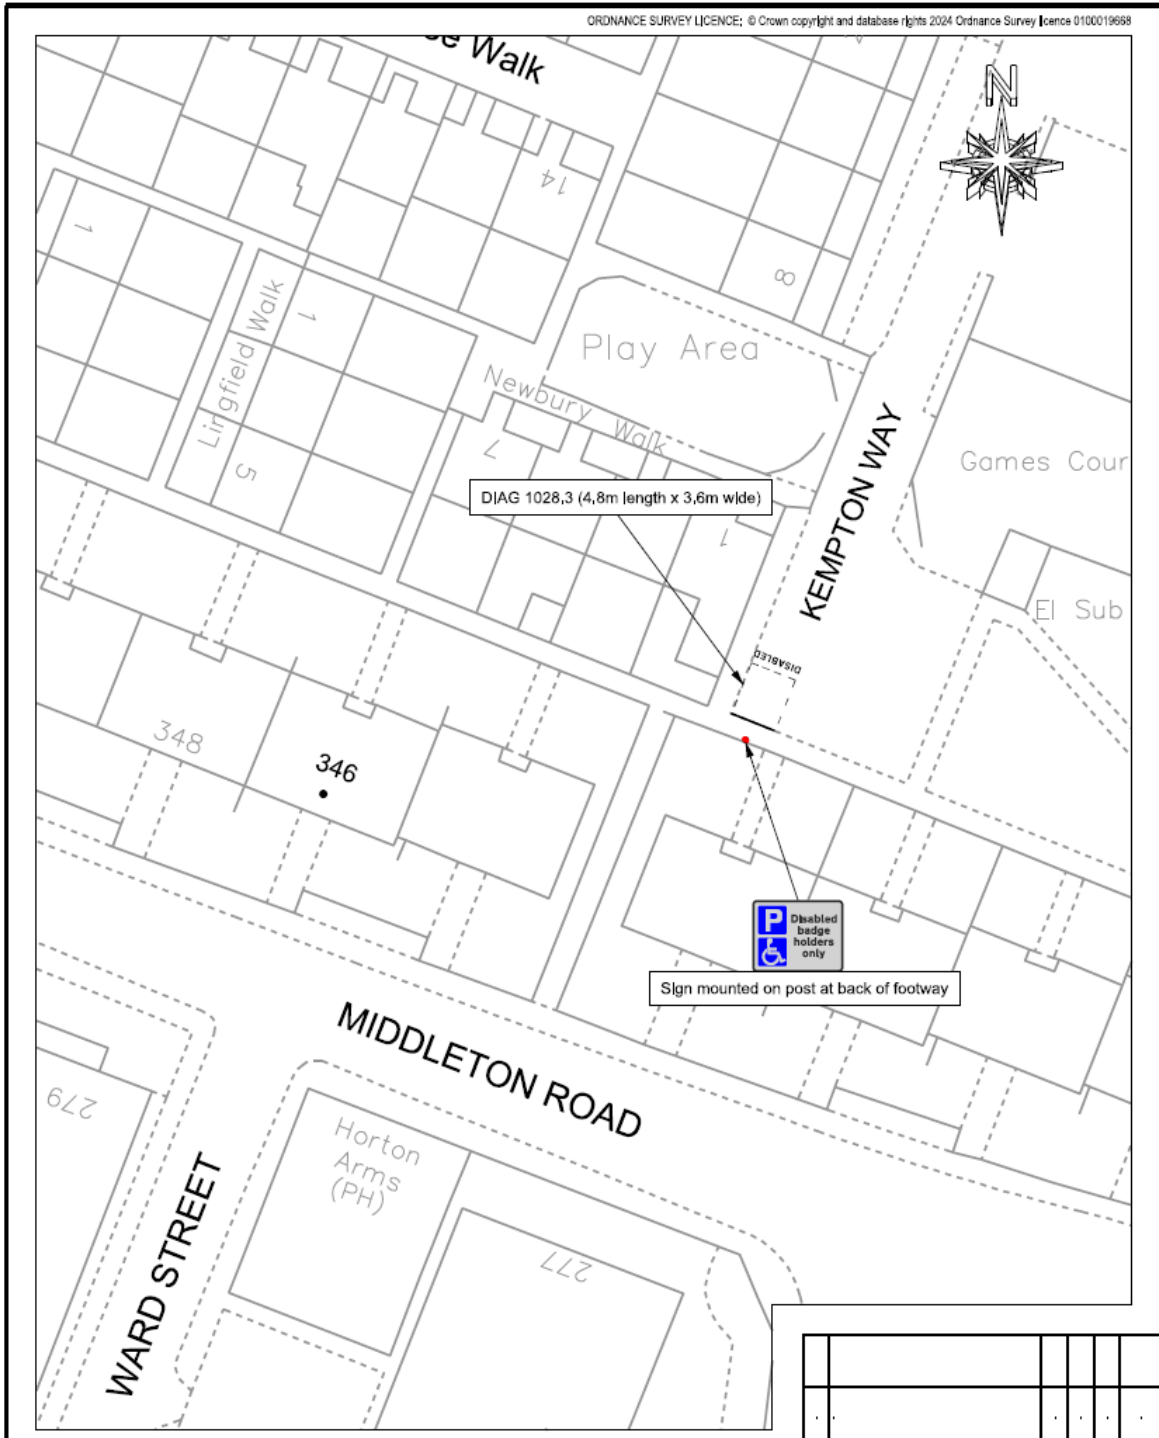 ORDNANCE SURVEY LICENCE: © Crown copyright and database rights 2024 Ordnance Survey licence 0100019668
Walk
N
14
1
8
Lingfield Walk
1
Play Area
Newbury Walk
KEMPTON WAY
Games Cour
5
7
DIAG 1028.3 (4.8m length x 3.6m wide)
1
El Sub
DISABLED
348
346
P
Disabled
badge
holders
only
Sign mounted on post at back of footway
MIDDLETON ROAD
279
Horton
Arms
(PH)
WARD STREET
277